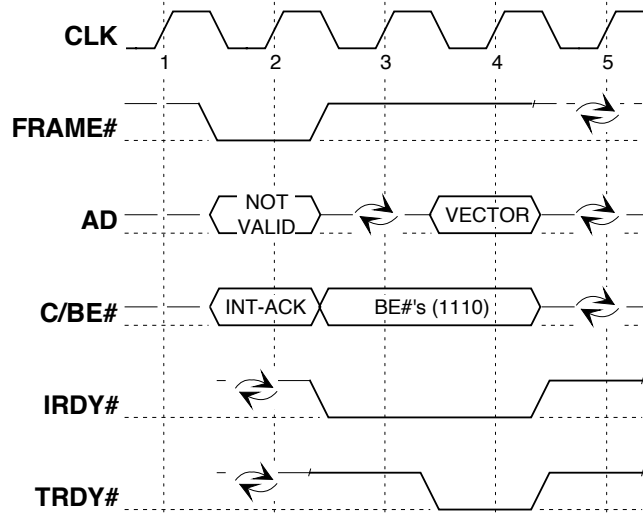 CLK
1 2 3 4 5
FRAME#
NOT
AD VALID VECTOR
C/BE# INT-ACK BE#'s (1110)
IRDY#
TRDY#